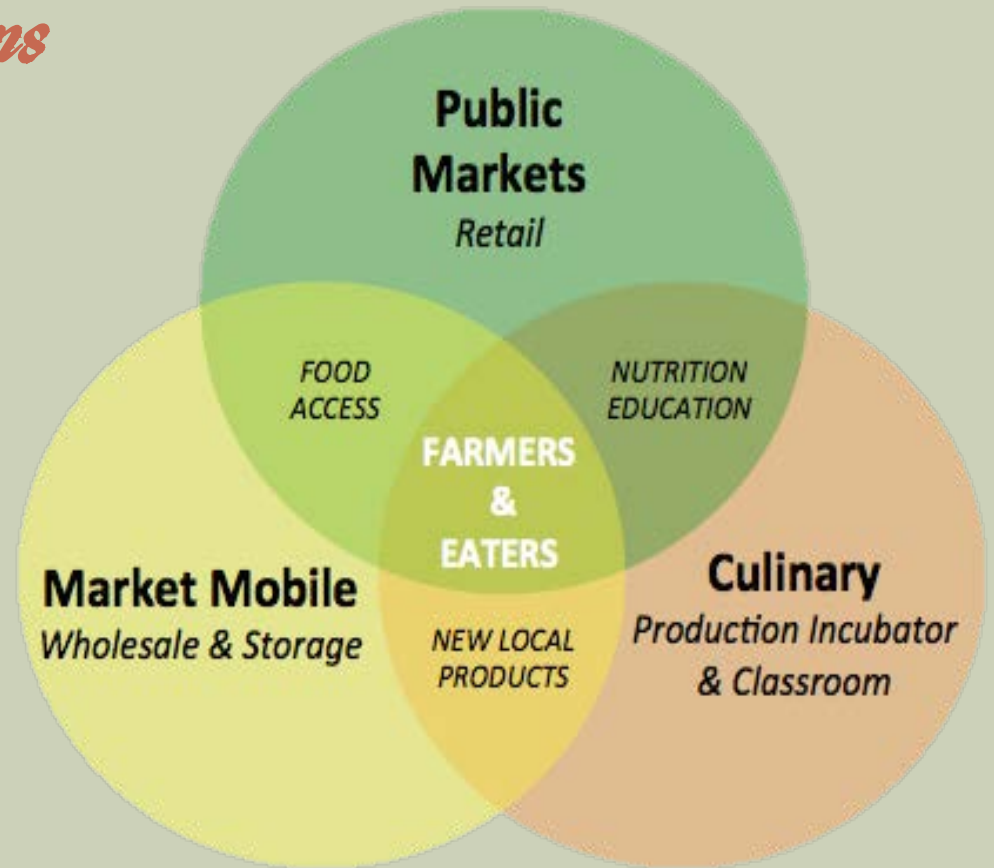 Public
Markets
Retail
FOOD
ACCESS
NUTRITION
EDUCATION
FARMERS
&
EATERS
Market Mobile
Wholesale & Storage
NEW LOCAL
PRODUCTS
Culinary
Production Incubator
& Classroom